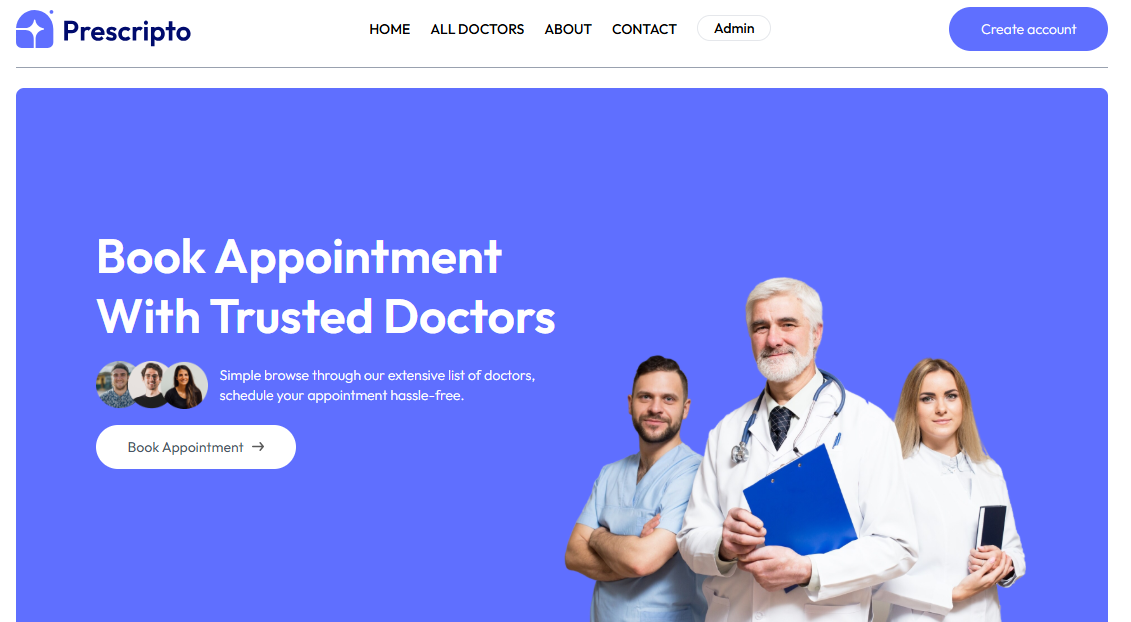 Prescripto
HOME
ALL DOCTORS
ABOUT
CONTACT
Admin
Create account
Book Appointment
With Trusted Doctors
Simple browse through our extensive list of doctors,
schedule your appointment hassle-free.
Book Appointment →